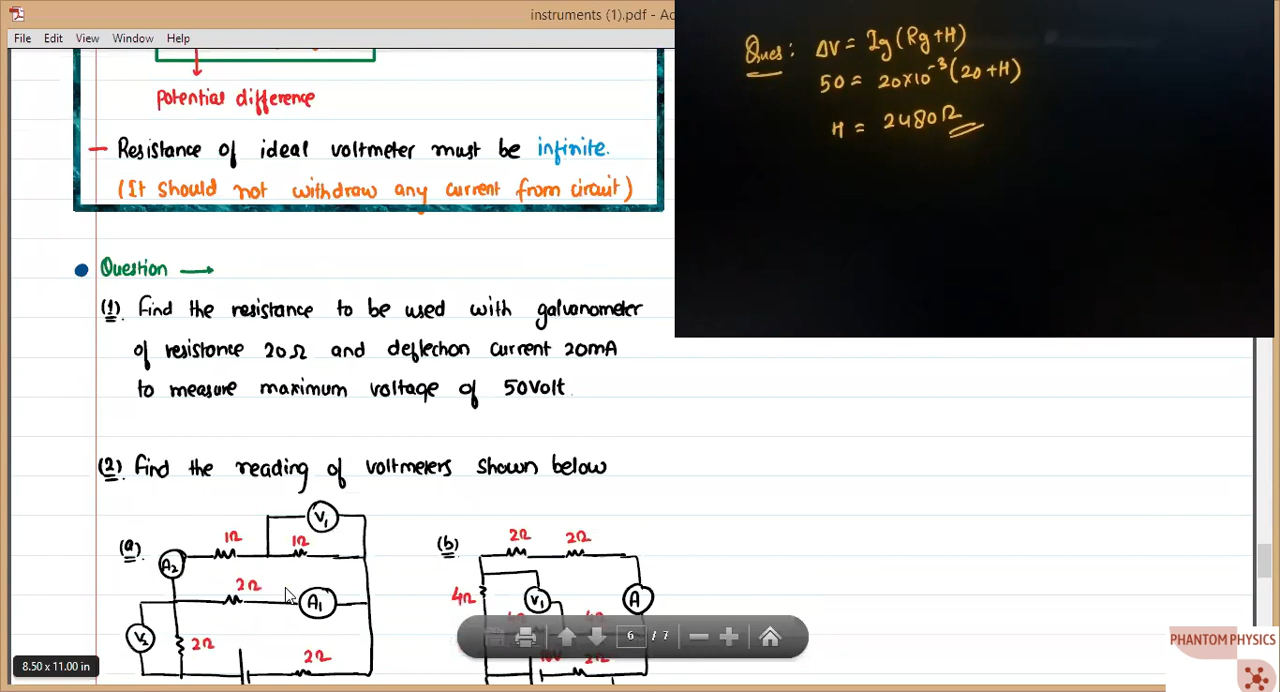 instruments (1).pdf - Ac
File Edit View Window Help
potential difference
– Resistance of ideal voltmeter must be infinite.
(It should not withdraw any current from circuit)
Ques: ΔV = Ig (Rg + H)
50 = 20×10⁻³ (20 + H)
H = 2480Ω
Question →
(1). Find the resistance to be used with galvanometer
of resistance 20Ω and deflection current 20mA
to measure maximum voltage of 50Volt.
(2). Find the reading of voltmeters shown below
(a)
V₁
1Ω 1Ω
A₂
2Ω
A₁
V₂
2Ω
2Ω
(b)
2Ω 2Ω
4Ω
V₁
A
2Ω
6 / 7
8.50 x 11.00 in
PHANTOM PHYSICS